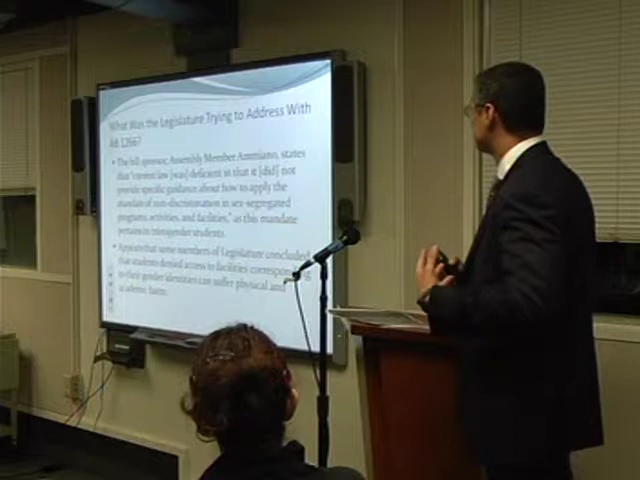 What Was the Legislature Trying to Address With
AB 1266?
• The bill sponsor, Assembly Member Ammiano, states
that "current law [was] deficient in that it [did] not
provide specific guidance about how to apply the
mandate of non-discrimination in sex-segregated
programs, activities, and facilities," as this mandate
pertains to transgender students.
• Appears that some members of Legislature concluded
that students denied access to facilities
to their gender identities can suffer physical and
academic harm.